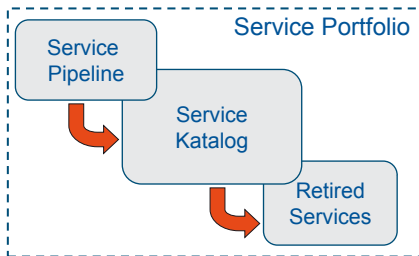 Service Portfolio
Service
Pipeline
Service
Katalog
Retired
Services